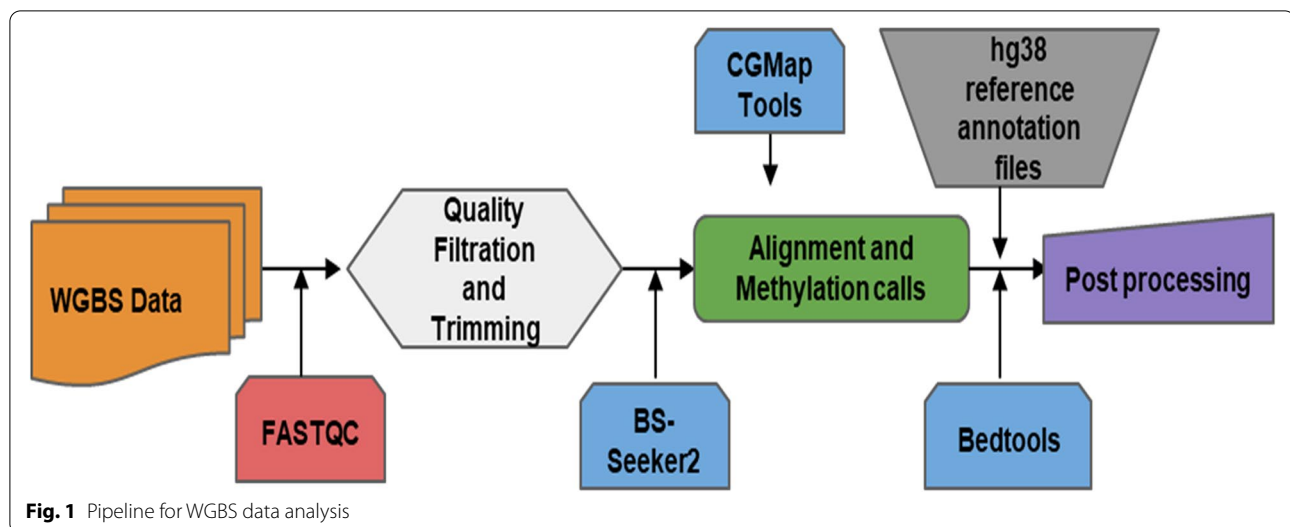 CGMap
Tools
hg38
reference
annotation
files
WGBS Data
Quality
Filtration
and
Trimming
Alignment and
Methylation calls
Post processing
FASTQC
BS-
Seeker2
Bedtools
Fig. 1 Pipeline for WGBS data analysis